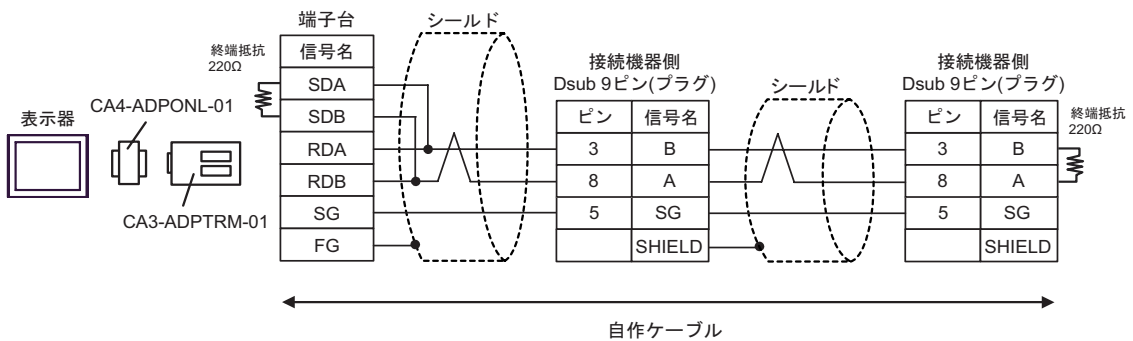 端子台
シールド
終端抵抗
220Ω
信号名
SDA
SDB
RDA
RDB
SG
FG
表示器
CA4-ADPONL-01
CA3-ADPTRM-01
接続機器側
Dsub 9ピン(プラグ)
ピン 信号名
3 B
8 A
5 SG
SHIELD
シールド
接続機器側
Dsub 9ピン(プラグ)
ピン 信号名
3 B
8 A
5 SG
SHIELD
終端抵抗
220Ω
自作ケーブル